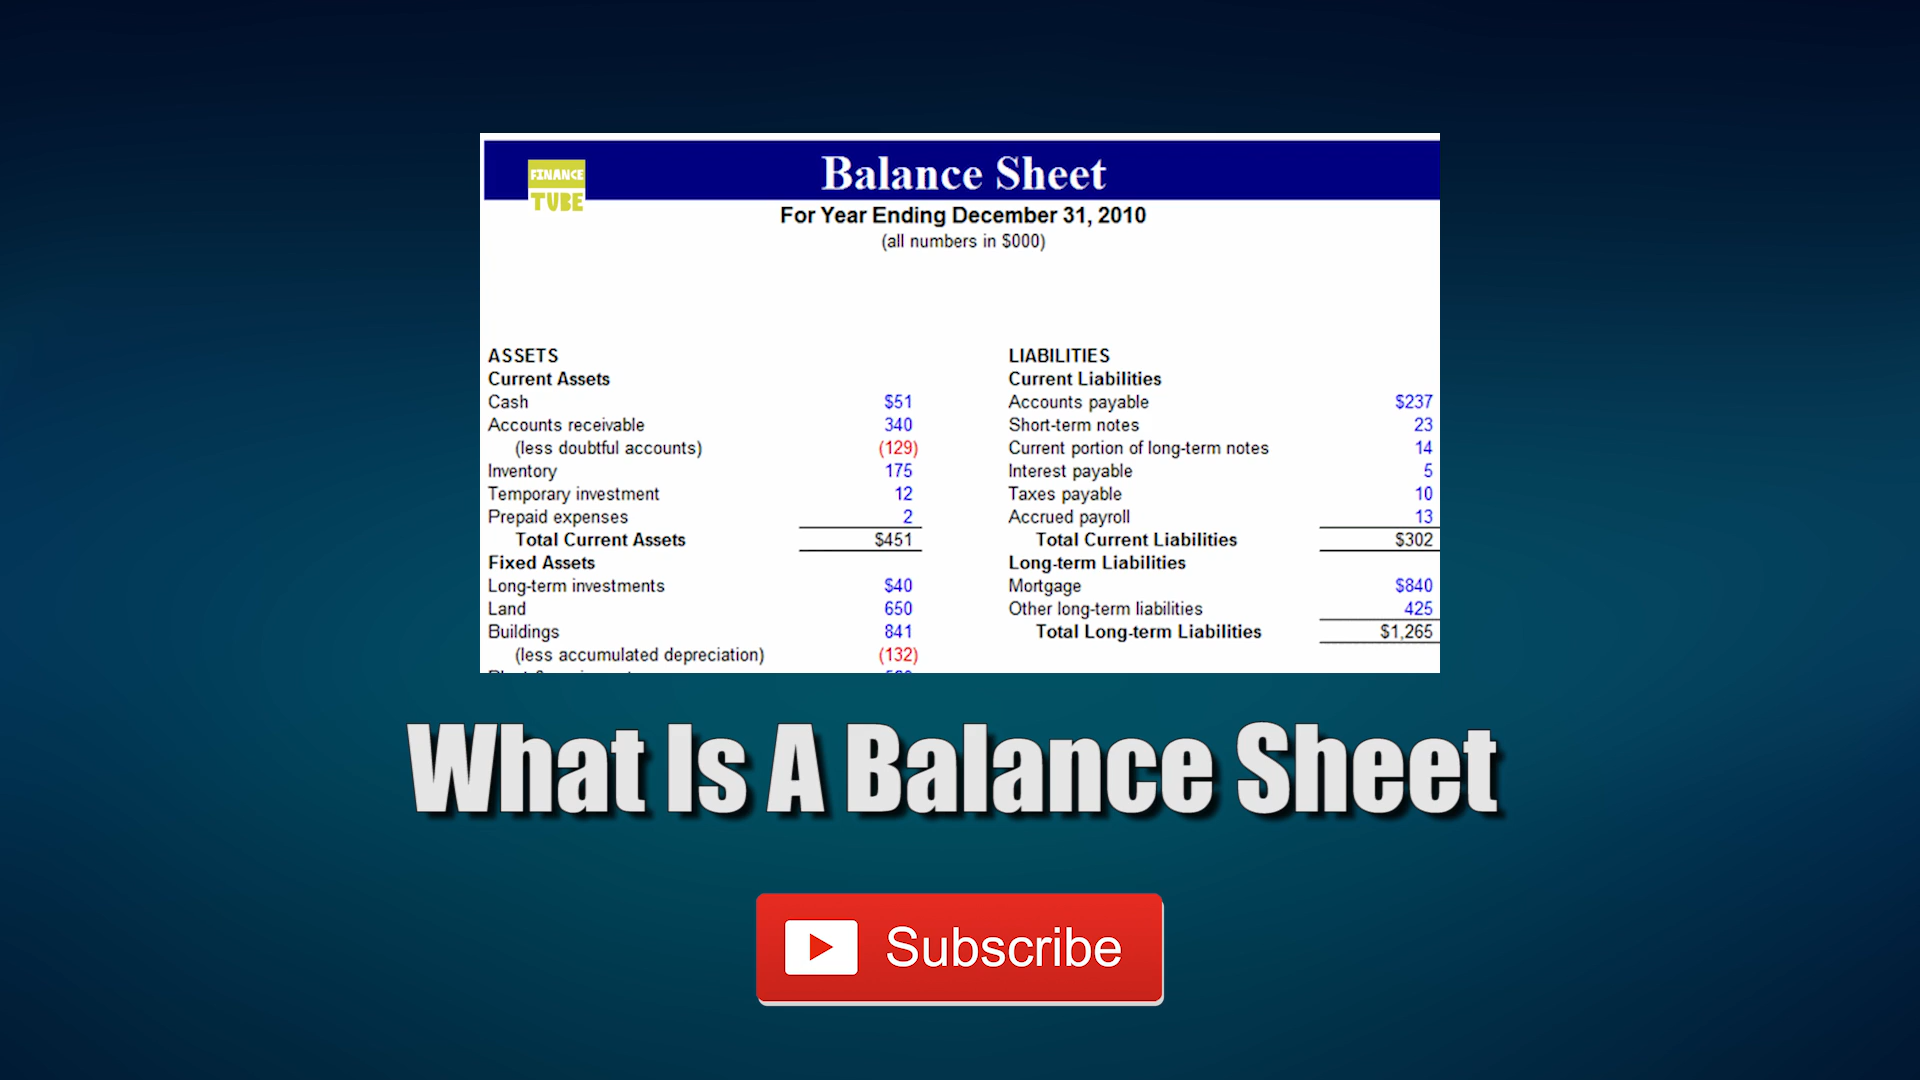 FINANCE
TUBE
Balance Sheet
For Year Ending December 31, 2010
(all numbers in $000)
ASSETS
Current Assets
Cash $51
Accounts receivable 340
(less doubtful accounts) (129)
Inventory 175
Temporary investment 12
Prepaid expenses 2
Total Current Assets $451
Fixed Assets
Long-term investments $40
Land 650
Buildings 841
(less accumulated depreciation) (132)
LIABILITIES
Current Liabilities
Accounts payable $237
Short-term notes 23
Current portion of long-term notes 14
Interest payable 5
Taxes payable 10
Accrued payroll 13
Total Current Liabilities $302
Long-term Liabilities
Mortgage $840
Other long-term liabilities 425
Total Long-term Liabilities $1,265
What Is A Balance Sheet
Subscribe